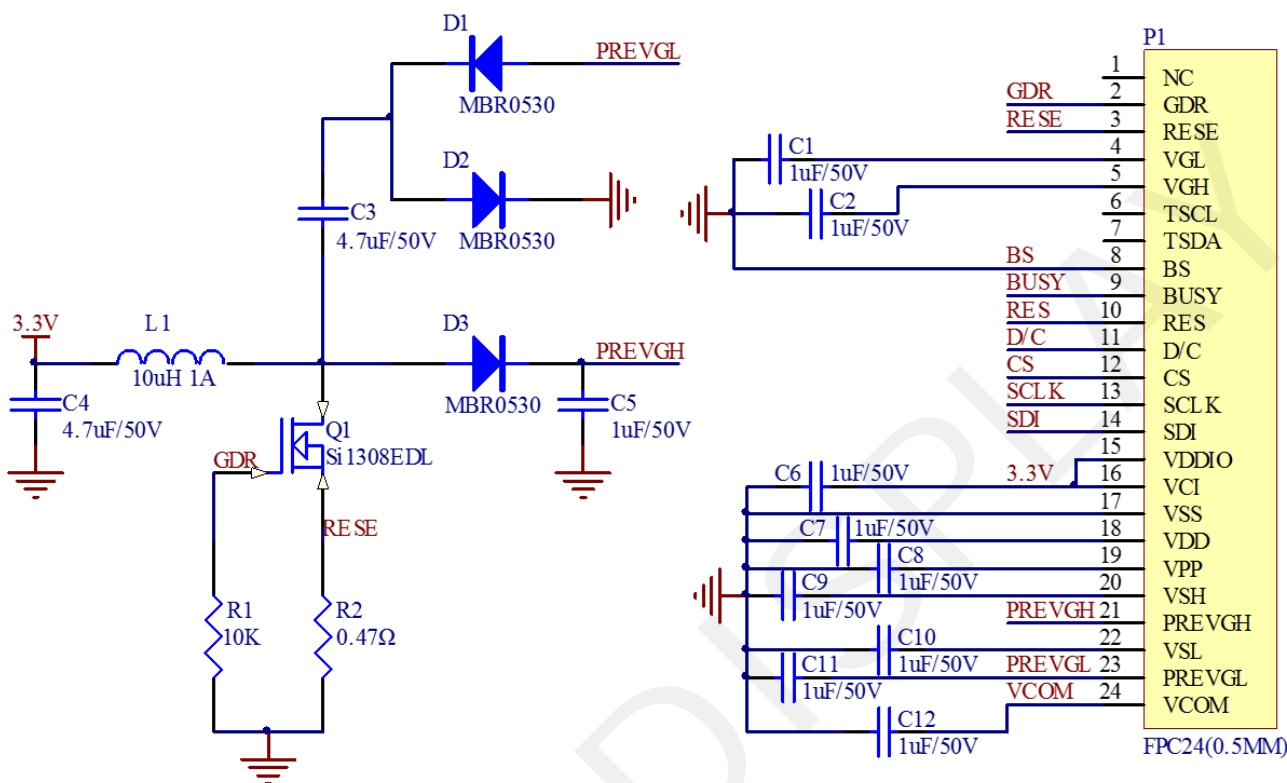 D1
PREVGL
MBR0530
D2
MBR0530
C3
4.7uF/50V
3.3V
L1
10uH 1A
D3
PREVGH
MBR0530
C4
4.7uF/50V
C5
1uF/50V
Q1
Si1308EDL
GDR
RESE
R1
10K
R2
0.47Ω
P1
1 NC
GDR 2 GDR
RESE 3 RESE
C1
1uF/50V
4 VGL
5 VGH
C2
1uF/50V
6 TSCL
7 TSDA
BS 8 BS
BUSY 9 BUSY
RES 10 RES
D/C 11 D/C
CS 12 CS
SCLK 13 SCLK
SDI 14 SDI
15 VDDIO
C6 1uF/50V 3.3V 16 VCI
17 VSS
C7 1uF/50V 18 VDD
C8 19 VPP
1uF/50V
C9 20 VSH
1uF/50V
PREVGH 21 PREVGH
C10 22 VSL
1uF/50V
C11 PREVGL 23 PREVGL
1uF/50V
VCOM 24 VCOM
C12
1uF/50V
FPC24(0.5MM)
DISPLAY